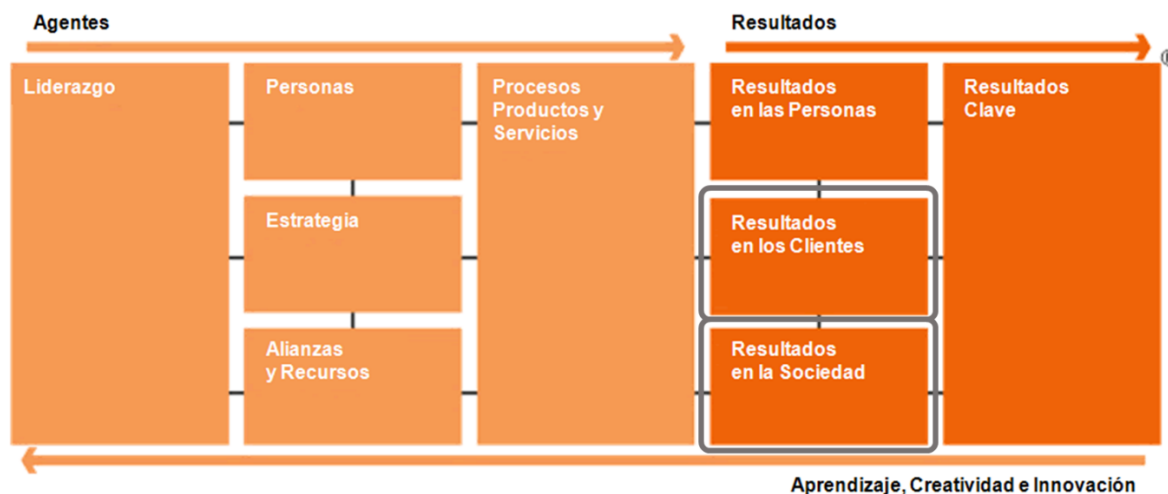 Agentes
Resultados
Liderazgo
Personas
Procesos
Productos y
Servicios
Resultados
en las Personas
Resultados
Clave
Estrategia
Resultados
en los Clientes
Alianzas
y Recursos
Resultados
en la Sociedad
Aprendizaje, Creatividad e Innovación